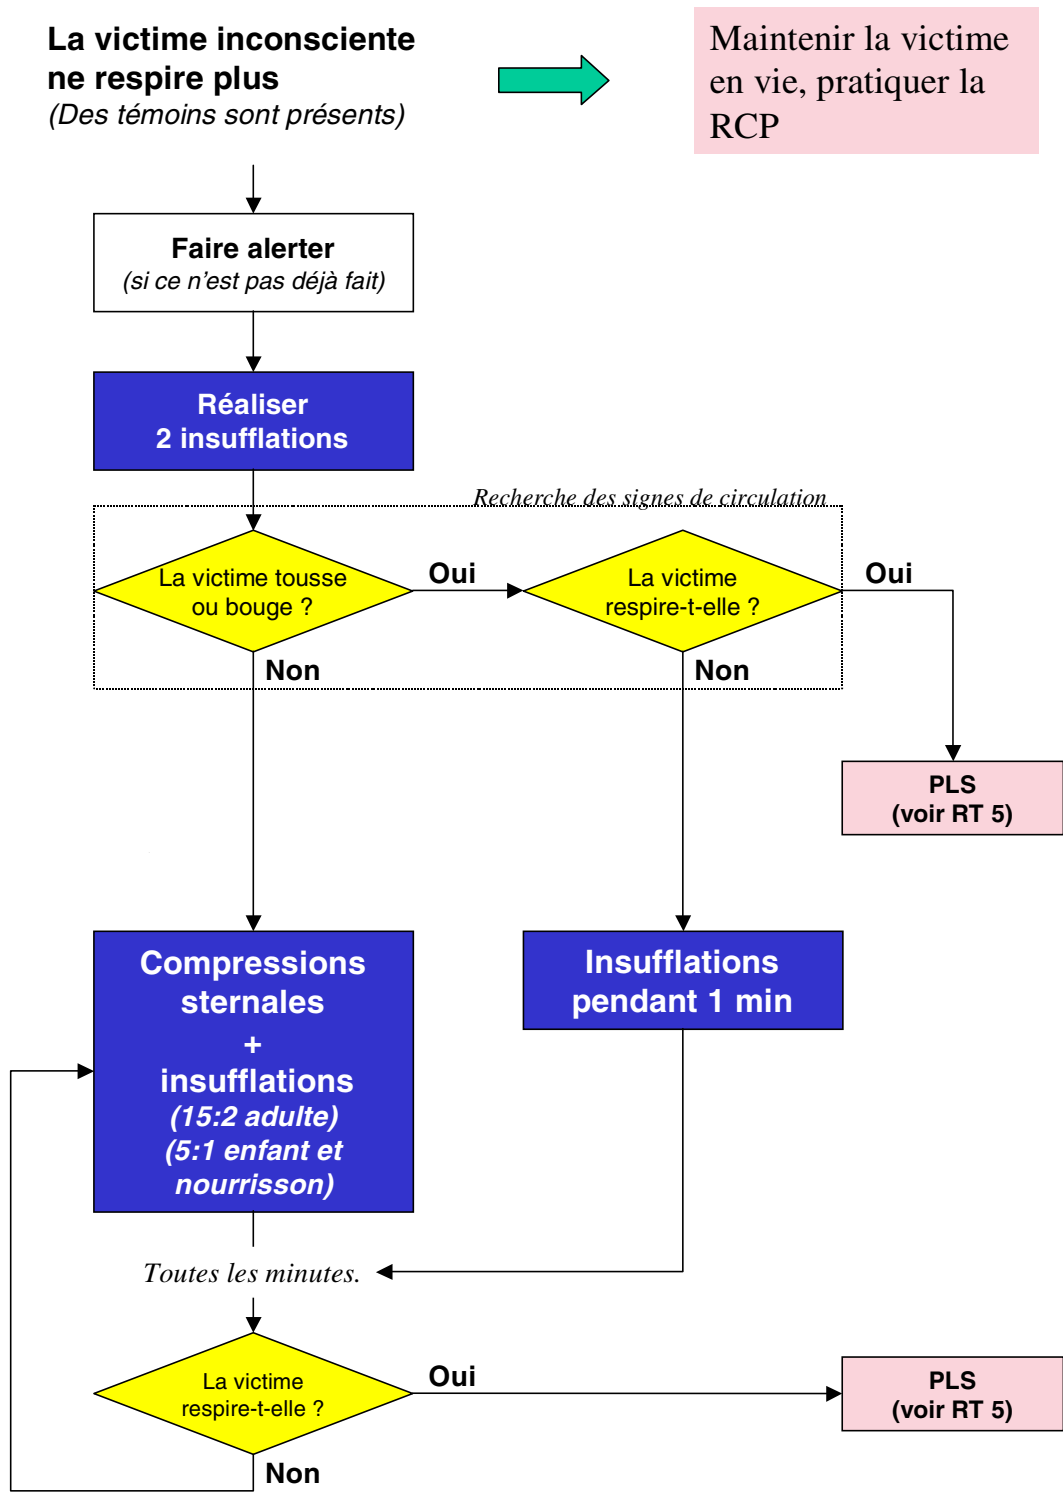 La victime inconsciente
ne respire plus
(Des témoins sont présents)
Maintenir la victime
en vie, pratiquer la
RCP
Faire alerter
(si ce n'est pas déjà fait)
Réaliser
2 insufflations
Recherche des signes de circulation
La victime tousse
ou bouge ?
Oui
La victime
respire-t-elle ?
Oui
Non
Non
PLS
(voir RT 5)
Compressions
sternales
+
insufflations
(15:2 adulte)
(5:1 enfant et
nourrisson)
Insufflations
pendant 1 min
Toutes les minutes.
La victime
respire-t-elle ?
Oui
PLS
(voir RT 5)
Non